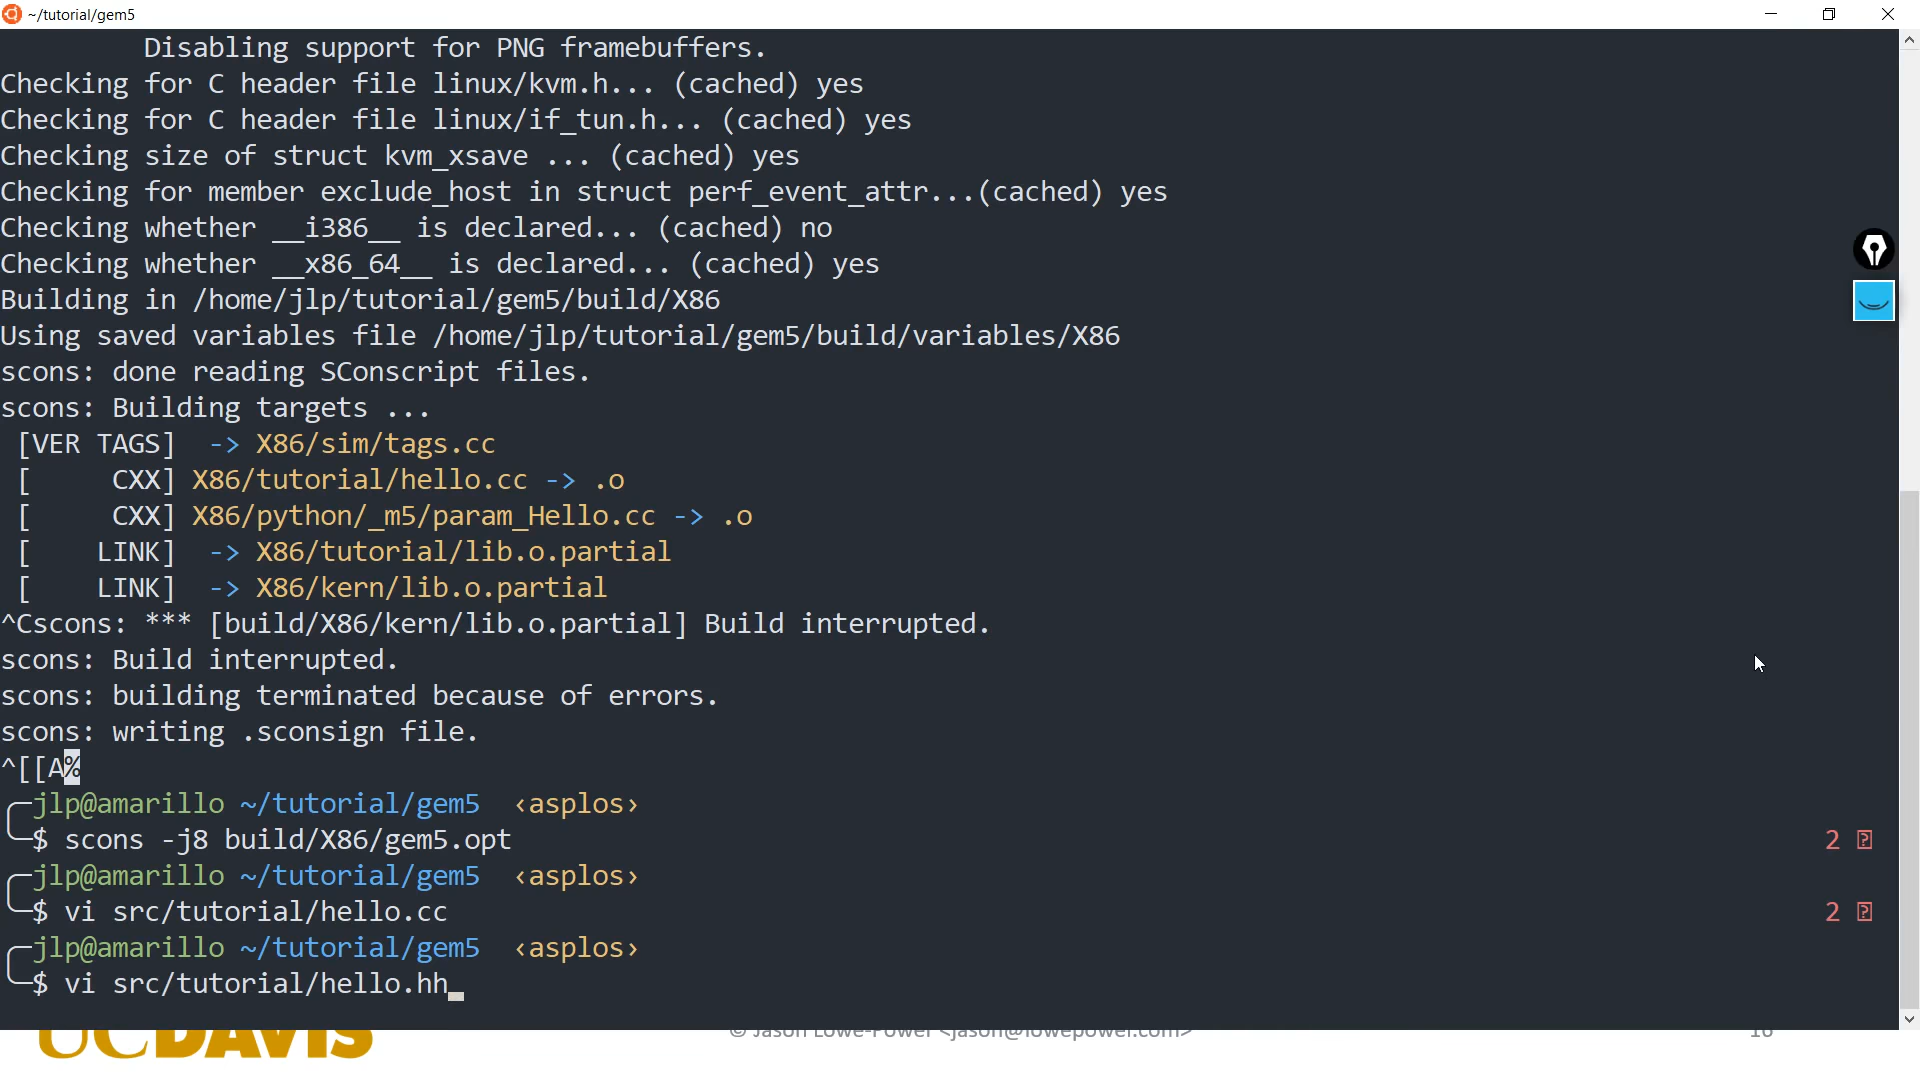 ~/tutorial/gem5
Disabling support for PNG framebuffers.
Checking for C header file linux/kvm.h... (cached) yes
Checking for C header file linux/if_tun.h... (cached) yes
Checking size of struct kvm_xsave ... (cached) yes
Checking for member exclude_host in struct perf_event_attr...(cached) yes
Checking whether __i386__ is declared... (cached) no
Checking whether __x86_64__ is declared... (cached) yes
Building in /home/jlp/tutorial/gem5/build/X86
Using saved variables file /home/jlp/tutorial/gem5/build/variables/X86
scons: done reading SConscript files.
scons: Building targets ...
[VER TAGS]  -> X86/sim/tags.cc
[     CXX] X86/tutorial/hello.cc -> .o
[     CXX] X86/python/_m5/param_Hello.cc -> .o
[    LINK]  -> X86/tutorial/lib.o.partial
[    LINK]  -> X86/kern/lib.o.partial
^Cscons: *** [build/X86/kern/lib.o.partial] Build interrupted.
scons: Build interrupted.
scons: building terminated because of errors.
scons: writing .sconsign file.
^[[A%
jlp@amarillo ~/tutorial/gem5  ‹asplos›
$ scons -j8 build/X86/gem5.opt 2
jlp@amarillo ~/tutorial/gem5  ‹asplos›
$ vi src/tutorial/hello.cc 2
jlp@amarillo ~/tutorial/gem5  ‹asplos›
$ vi src/tutorial/hello.hh
UCDAVIS
© Jason Lowe-Power <jason@lowepower.com>
16